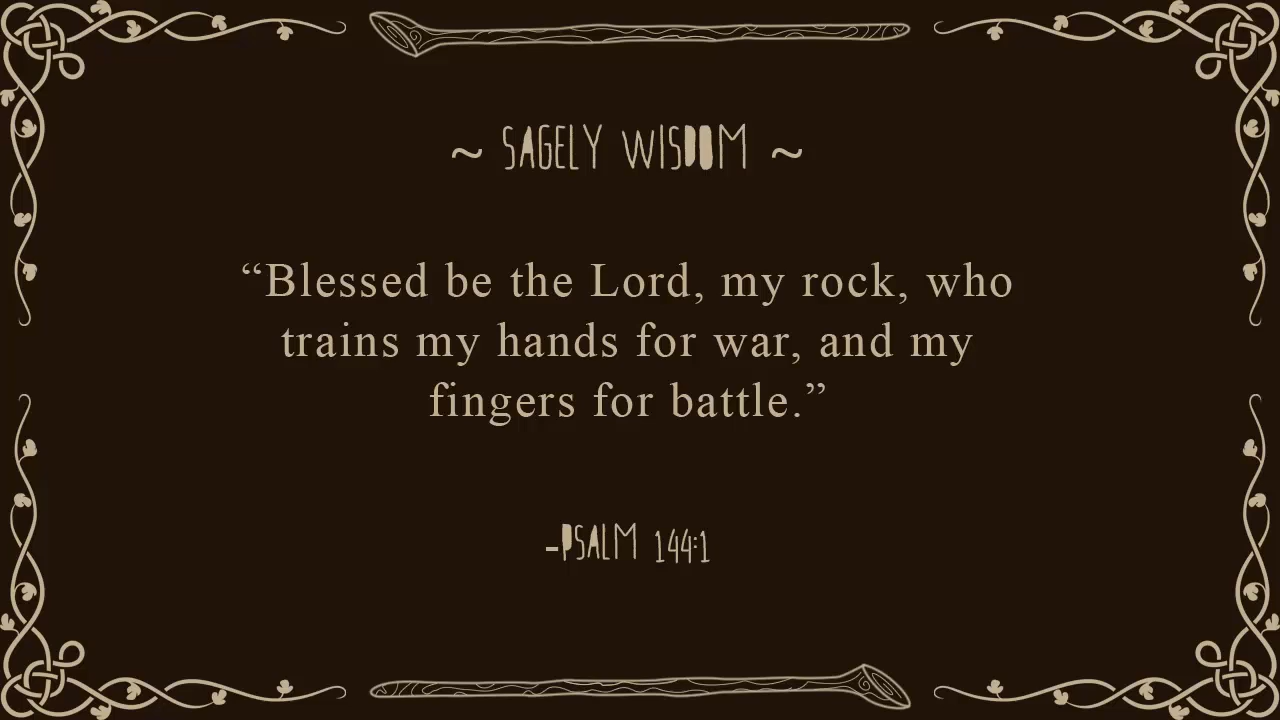 ~ SAGELY WISDOM ~
“Blessed be the Lord, my rock, who
trains my hands for war, and my
fingers for battle.”
-PSALM 144:1